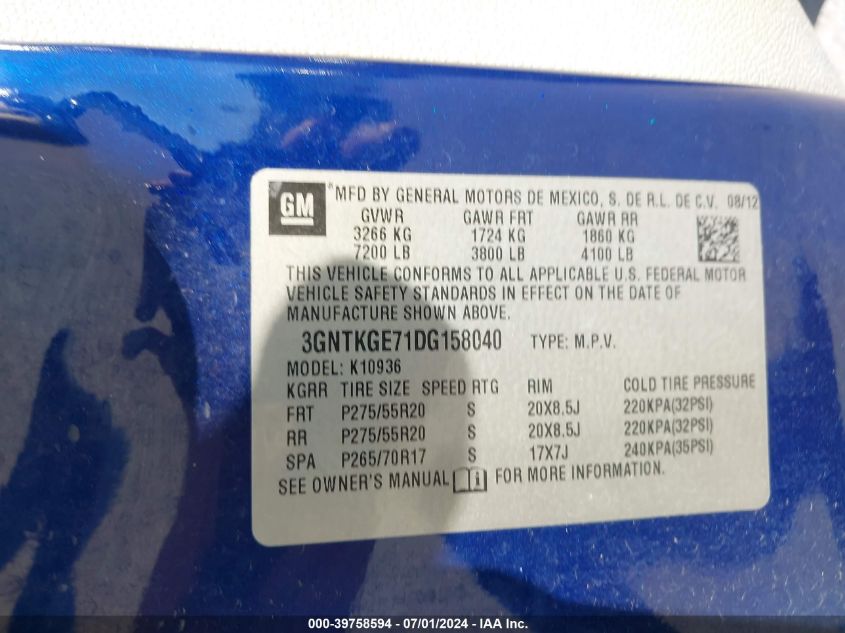 GM
*MFD BY GENERAL MOTORS DE MEXICO, S. DE R.L. DE C.V. 08/12
GVWR GAWR FRT GAWR RR
3266 KG 1724 KG 1860 KG
7200 LB 3800 LB 4100 LB
THIS VEHICLE CONFORMS TO ALL APPLICABLE U.S. FEDERAL MOTOR
VEHICLE SAFETY STANDARDS IN EFFECT ON THE DATE OF
MANUFACTURE SHOWN ABOVE.
3GNTKGE71DG158040 TYPE: M.P.V.
MODEL: K10936
KGRR TIRE SIZE SPEED RTG RIM COLD TIRE PRESSURE
FRT P275/55R20 S 20X8.5J 220KPA(32PSI)
RR P275/55R20 S 20X8.5J 220KPA(32PSI)
SPA P265/70R17 S 17X7J 240KPA(35PSI)
SEE OWNER'S MANUAL i FOR MORE INFORMATION.
000-39758594 / 07/01/2024 - IAA Inc.